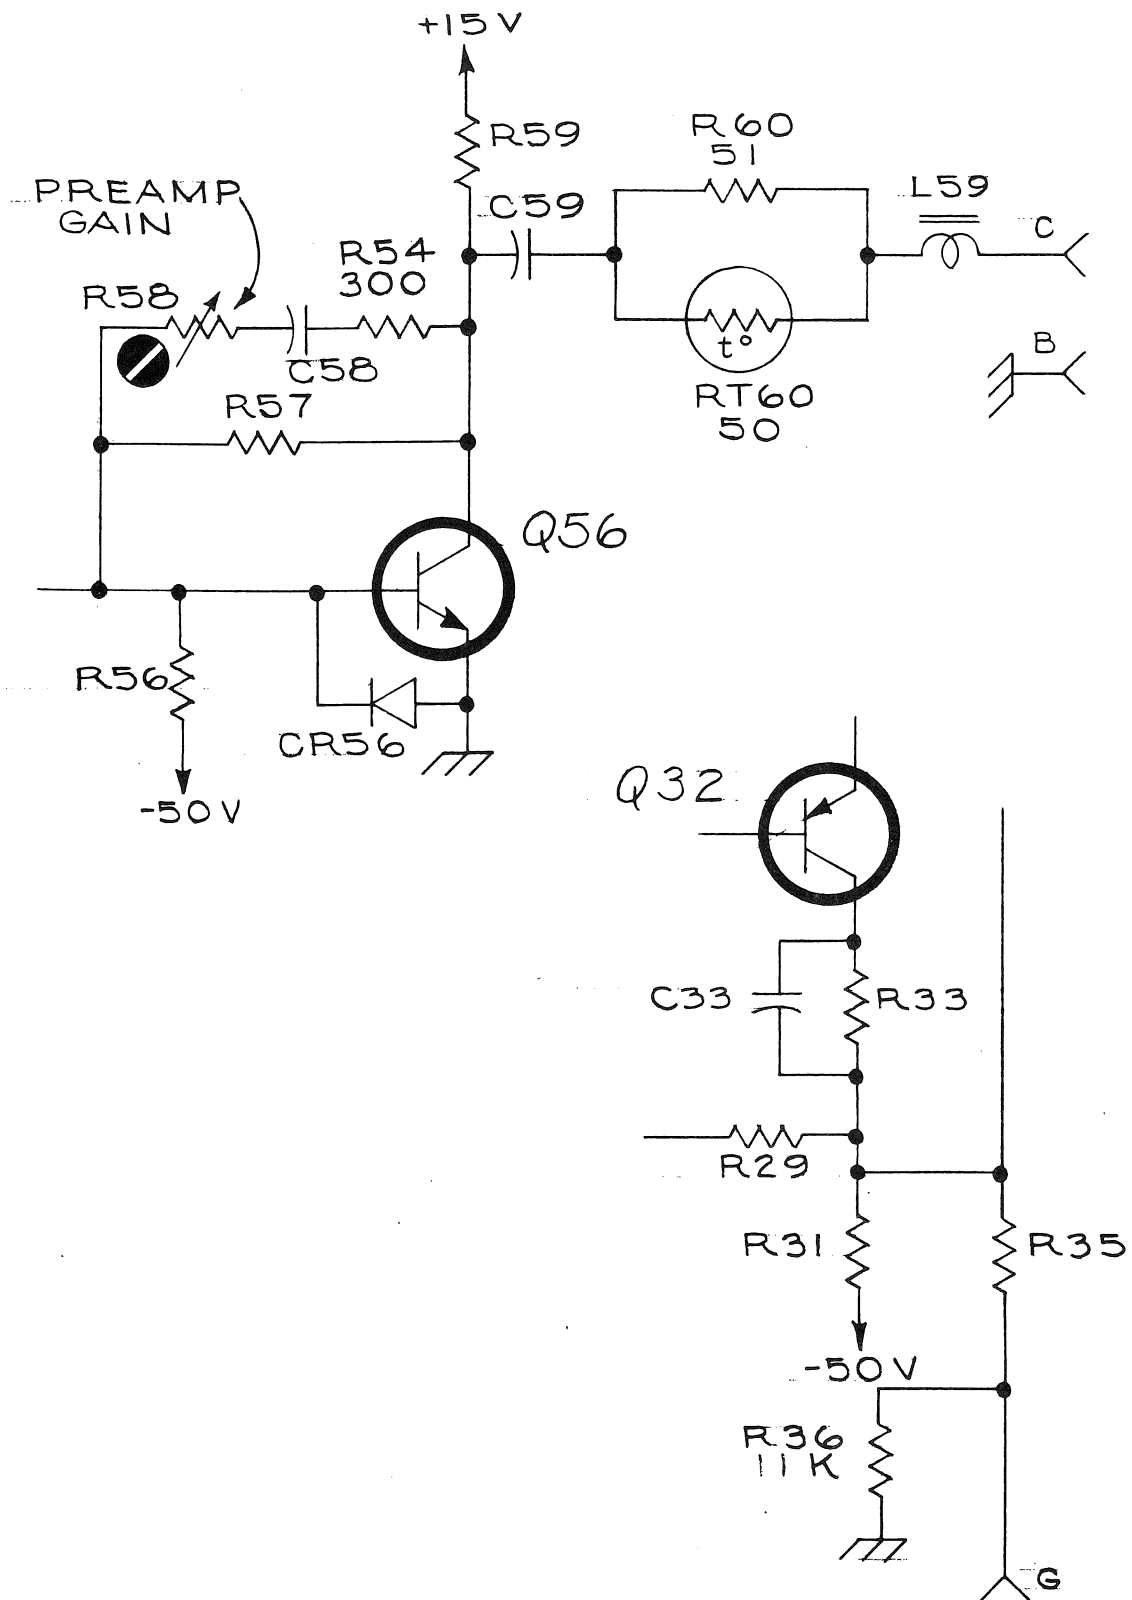 +15V
R59
R60
51
PREAMP
GAIN
C59
L59
C
R54
300
R58
t°
C58
B
RT60
50
R57
Q56
R56
CR56
-50V
Q32
C33
R33
R29
R31
R35
-50V
R36
11K
G